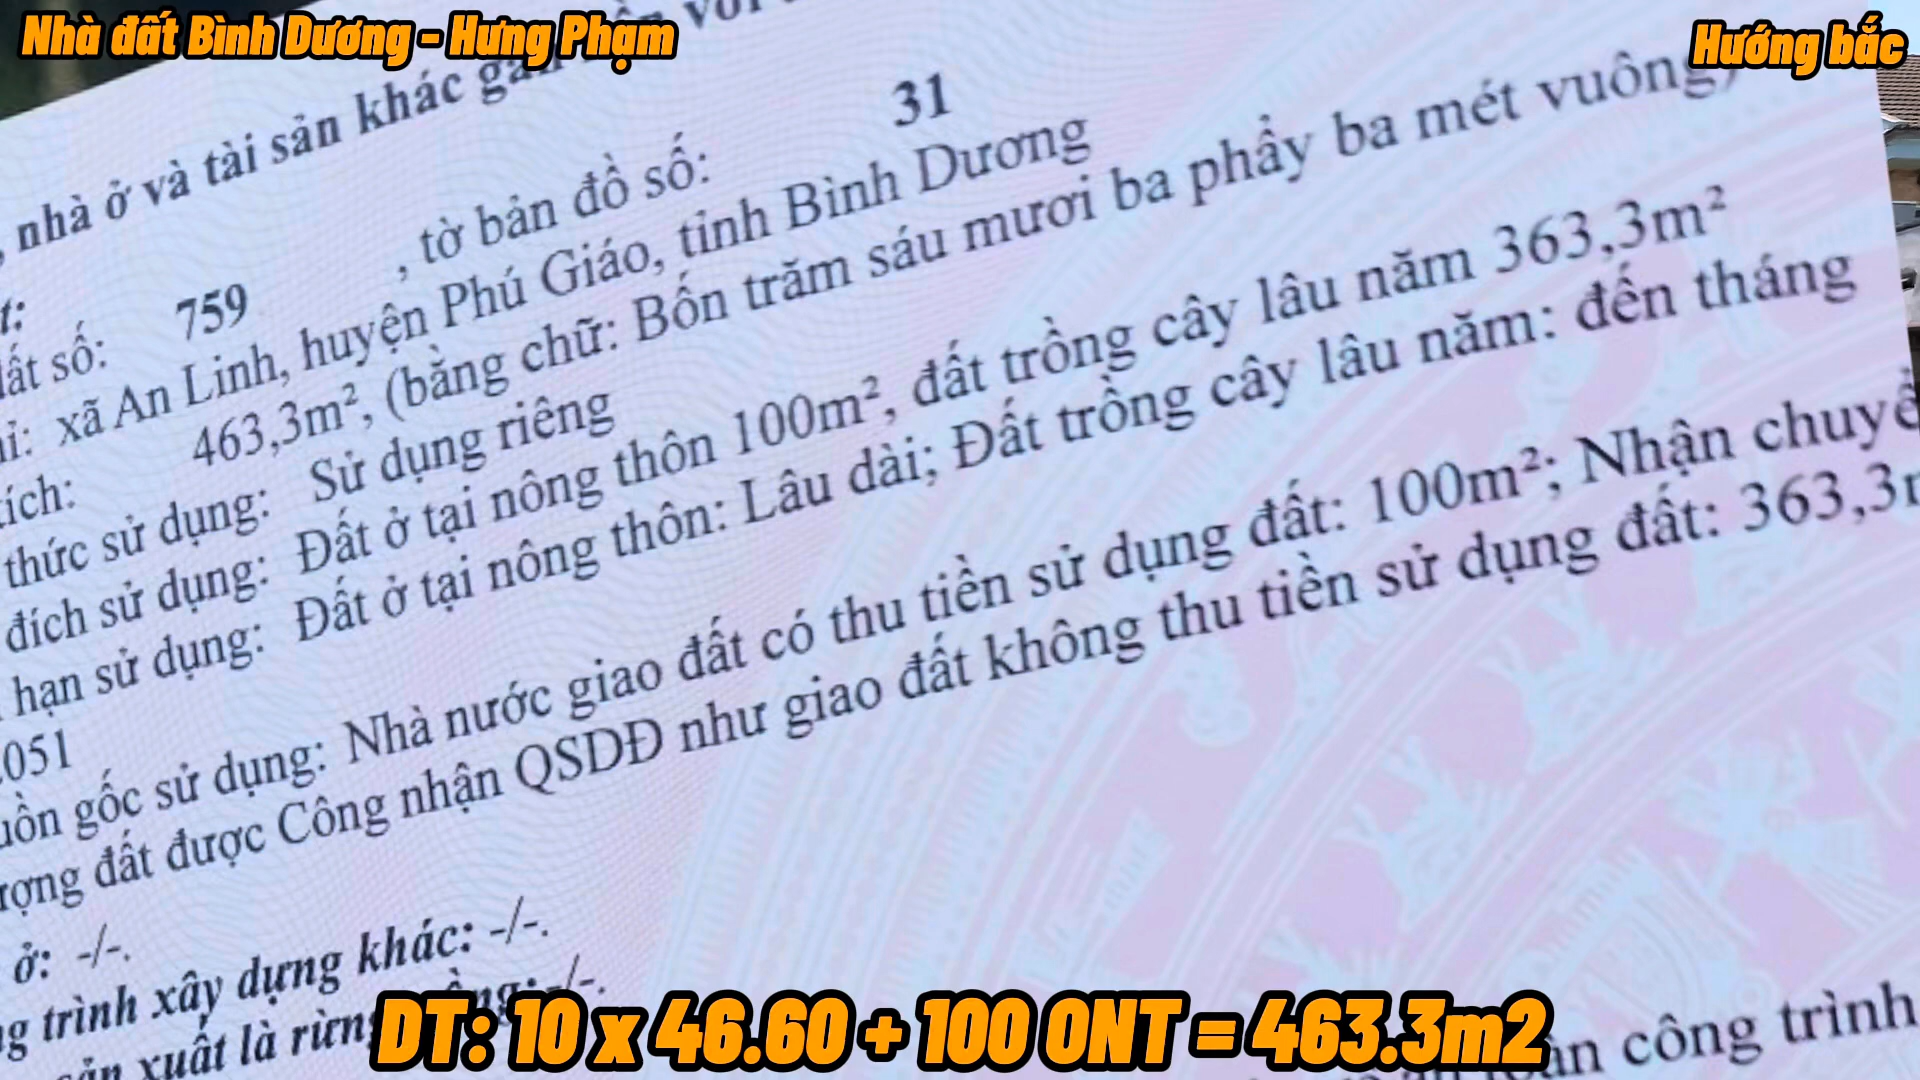 Nhà đất Bình Dương - Hưng Phạm
Hướng bắc
, nhà ở và tài sản khác gắn
t:
đất số: 759 , tờ bản đồ số: 31
hỉ: xã An Linh, huyện Phú Giáo, tỉnh Bình Dương
tích: 463,3m², (bằng chữ: Bốn trăm sáu mươi ba phẩy ba mét vuông)
thức sử dụng: Sử dụng riêng
đích sử dụng: Đất ở tại nông thôn 100m², đất trồng cây lâu năm 363,3m²
hạn sử dụng: Đất ở tại nông thôn: Lâu dài; Đất trồng cây lâu năm: đến tháng
051
uồn gốc sử dụng: Nhà nước giao đất có thu tiền sử dụng đất: 100m²; Nhận chuyể
ượng đất được Công nhận QSDĐ như giao đất không thu tiền sử dụng đất: 363,3
ở: -/-.
g trình xây dựng khác: -/-.
sản xuất là rừng -/-.
DT: 10 x 46.60 + 100 ONT = 463.3m2
công trình